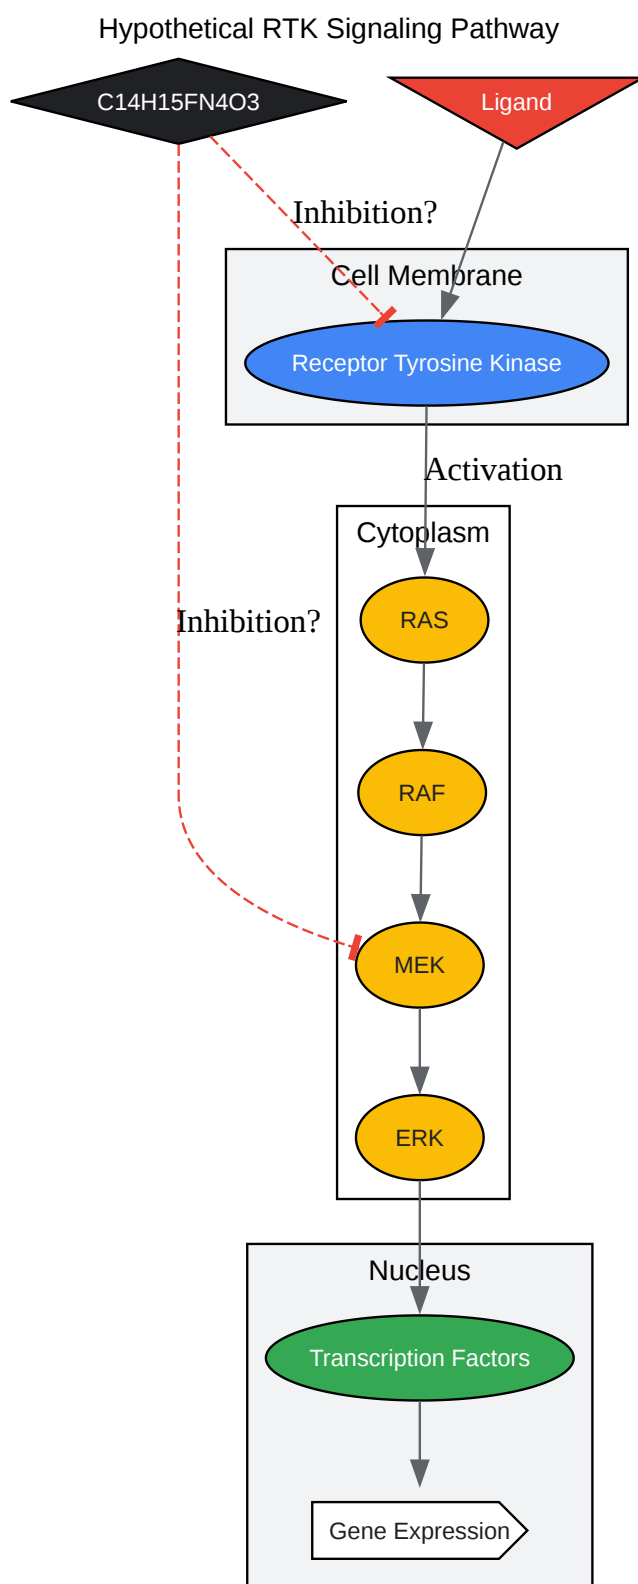 Hypothetical RTK Signaling Pathway
C14H15FN4O3
Ligand
Inhibition?
Cell Membrane
Receptor Tyrosine Kinase
Activation
Cytoplasm
RAS
Inhibition?
RAF
MEK
ERK
Nucleus
Transcription Factors
Gene Expression